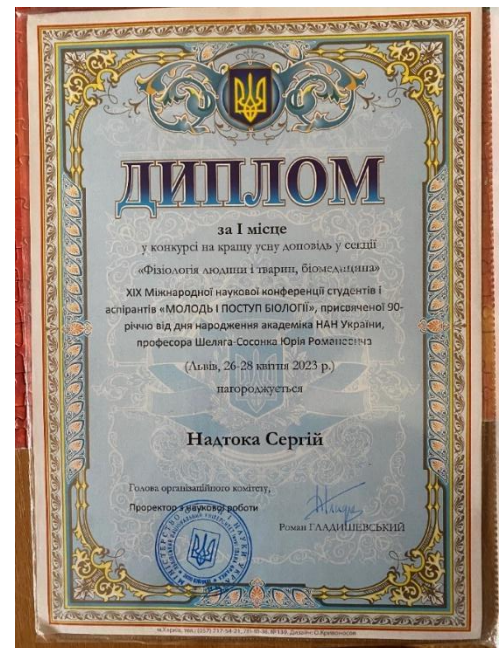 ДИПЛОМ
за І місце
у конкурсі на кращу усну доповідь у секції
«Фізіологія людини і тварин, біомедицина»
XIX Міжнародної наукової конференції студентів і
аспірантів «МОЛОДЬ І ПОСТУП БІОЛОГІЇ», присвяченої 90-
річчю від дня народження академіка НАН України,
професора Шеляга-Сосонка Юрія Романовича
(Львів, 26-28 квітня 2023 р.)
нагороджується
Надтока Сергій
Голова організаційного комітету,
Проректор з наукової роботи
Роман ГЛАДИШЕВСЬКИЙ